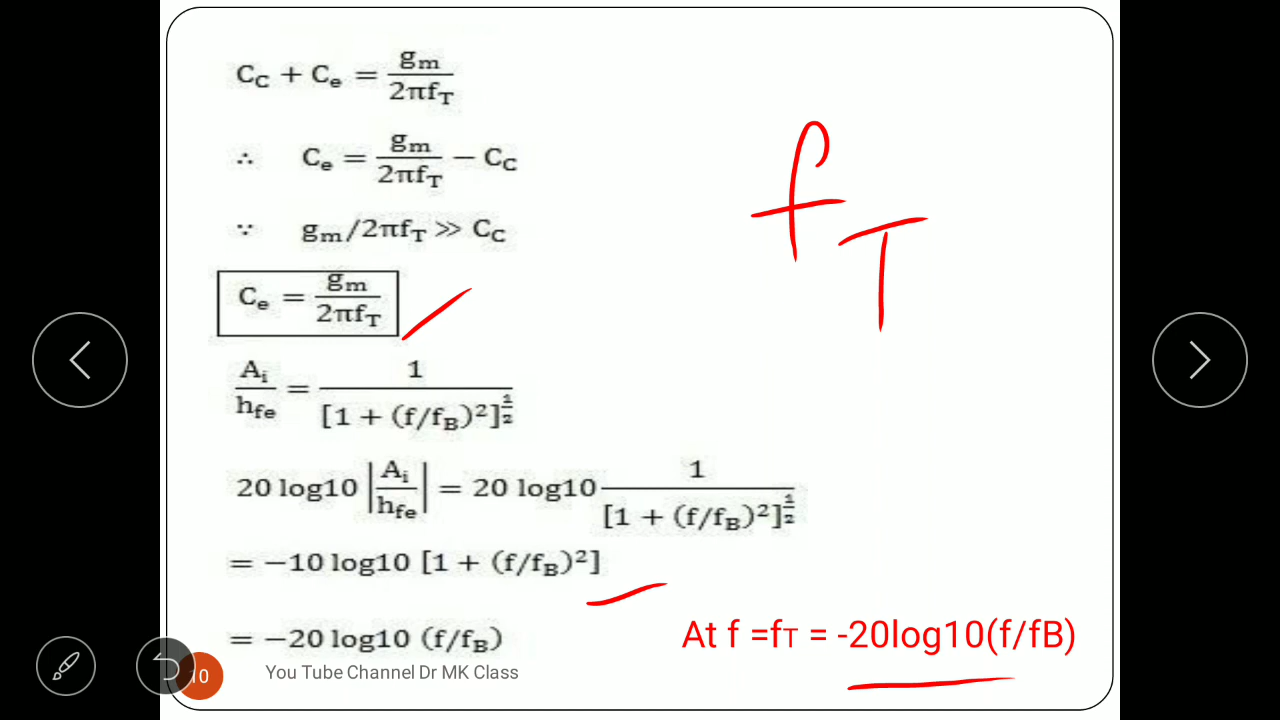 C_C + C_e = g_m / 2πf_T
∴ C_e = g_m / 2πf_T − C_C
∵ g_m/2πf_T ≫ C_C
C_e = g_m / 2πf_T
A_i / h_fe = 1 / [1 + (f/f_B)²]^½
20 log10 |A_i / h_fe| = 20 log10 1 / [1 + (f/f_B)²]^½
= −10 log10 [1 + (f/f_B)²]
= −20 log10 (f/f_B)
f_T
At f =fT = -20log10(f/fB)
10
You Tube Channel Dr MK Class